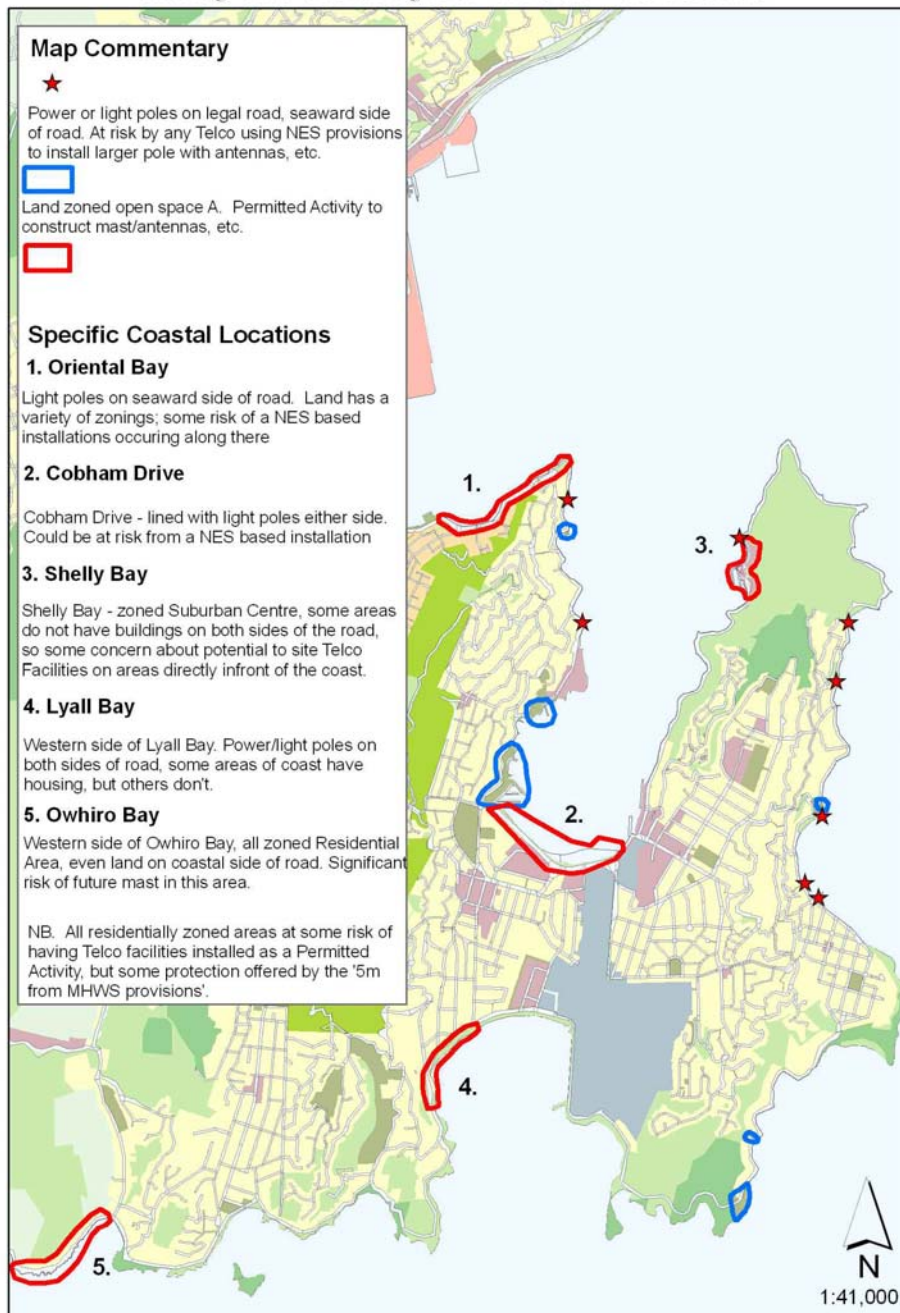 Map Commentary
Power or light poles on legal road, seaward side
of road. At risk by any Telco using NES provisions
to install larger pole with antennas, etc.
Land zoned open space A. Permitted Activity to
construct mast/antennas, etc.
Specific Coastal Locations
1. Oriental Bay
Light poles on seaward side of road. Land has a
variety of zonings; some risk of a NES based
installations occuring along there
2. Cobham Drive
Cobham Drive - lined with light poles either side.
Could be at risk from a NES based installation
3. Shelly Bay
Shelly Bay - zoned Suburban Centre, some areas
do not have buildings on both sides of the road,
so some concern about potential to site Telco
Facilities on areas directly infront of the coast.
4. Lyall Bay
Western side of Lyall Bay. Power/light poles on
both sides of road, some areas of coast have
housing, but others don't.
5. Owhiro Bay
Western side of Owhiro Bay, all zoned Residential
Area, even land on coastal side of road. Significant
risk of future mast in this area.
NB. All residentially zoned areas at some risk of
having Telco facilities installed as a Permitted
Activity, but some protection offered by the '5m
from MHWS provisions'.
1.
3.
2.
4.
5.
N
1:41,000